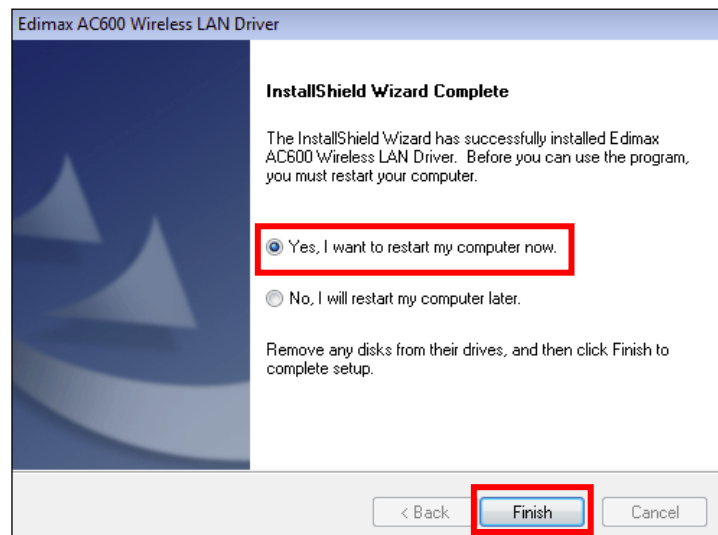 Edimax AC600 Wireless LAN Driver
InstallShield Wizard Complete
The InstallShield Wizard has successfully installed Edimax
AC600 Wireless LAN Driver. Before you can use the program,
you must restart your computer.
Yes, I want to restart my computer now.
No, I will restart my computer later.
Remove any disks from their drives, and then click Finish to
complete setup.
< Back
Finish
Cancel